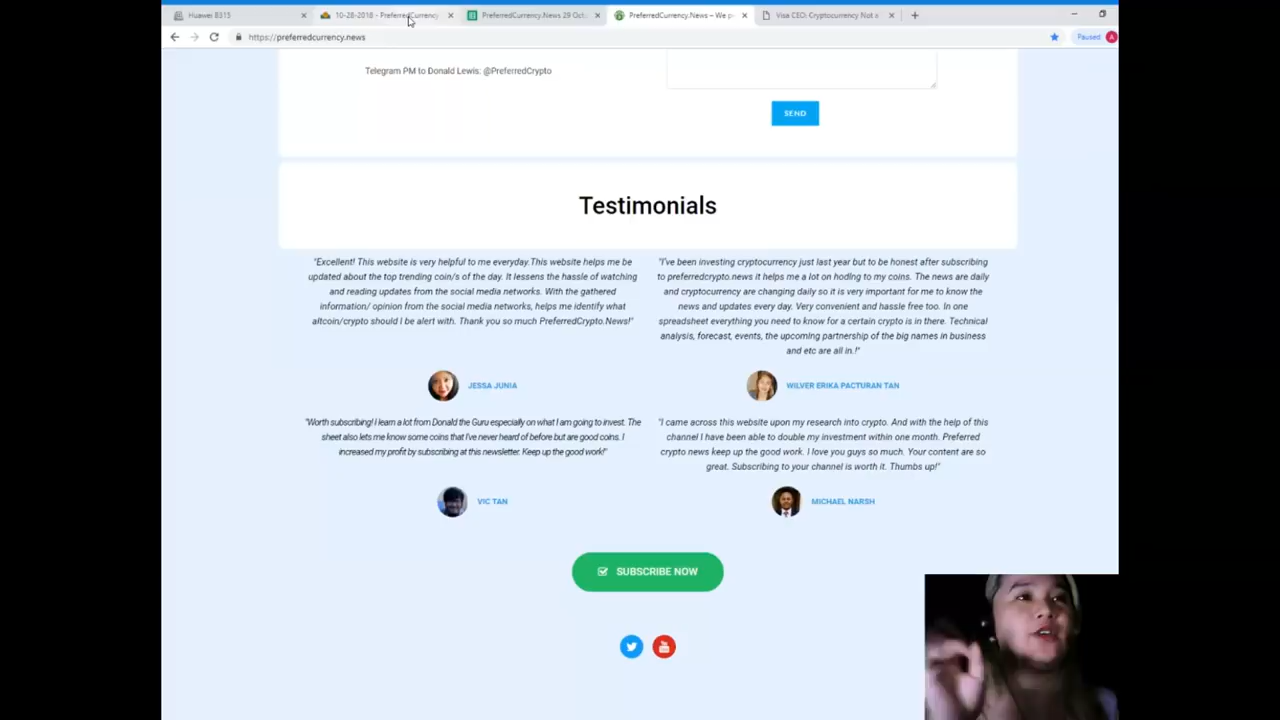 Huawei B315
10-28-2018 - PreferredCurrency
PreferredCurrency.News 29 Oct
PreferredCurrency.News – We p
Visa CEO: Cryptocurrency Not a
https://preferredcurrency.news
Paused
A
Telegram PM to Donald Lewis: @PreferredCrypto
SEND
Testimonials
"Excellent! This website is very helpful to me everyday.This website helps me be
updated about the top trending coin/s of the day. It lessens the hassle of watching
and reading updates from the social media networks. With the gathered
information/ opinion from the social media networks, helps me identify what
altcoin/crypto should I be alert with. Thank you so much PreferredCrypto.News!"
JESSA JUNIA
"I've been investing cryptocurrency just last year but to be honest after subscribing
to preferredcrypto.news it helps me a lot on hodlng to my coins. The news are daily
and cryptocurrency are changing daily so it is very important for me to know the
news and updates every day. Very convenient and hassle free too. In one
spreadsheet everything you need to know for a certain crypto is in there. Technical
analysis, forecast, events, the upcoming partnership of the big names in business
and etc are all in.!"
WILVER ERIKA PACTURAN TAN
"Worth subscribing! I learn a lot from Donald the Guru especially on what I am going to invest. The
sheet also lets me know some coins that I've never heard of before but are good coins. I
increased my profit by subscribing at this newsletter. Keep up the good work!"
VIC TAN
"I came across this website upon my research into crypto. And with the help of this
channel I have been able to double my investment within one month. Preferred
crypto news keep up the good work. I love you guys so much. Your content are so
great. Subscribing to your channel is worth it. Thumbs up!"
MICHAEL NARSH
SUBSCRIBE NOW